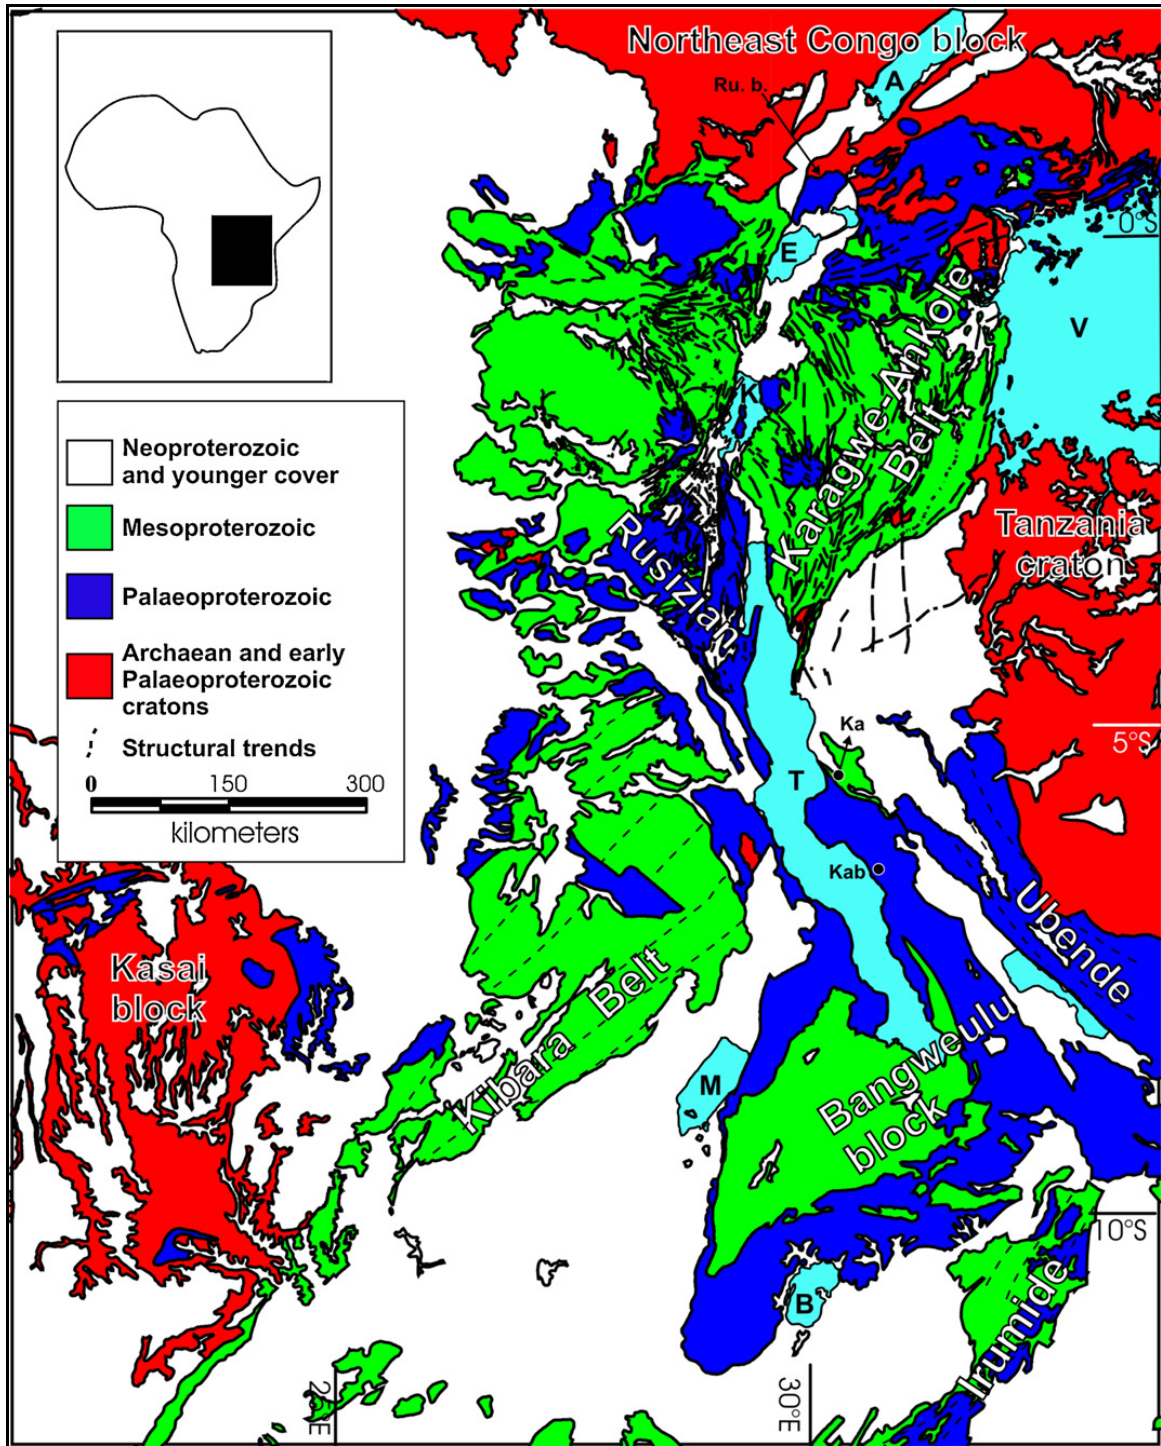 Northeast Congo block
A
Ru. b.
0°S
E
V
K
Karagwe-Ankole
Belt
Neoproterozoic
and younger cover
Mesoproterozoic
Palaeoproterozoic
Archaean and early
Palaeoproterozoic
cratons
Structural trends
0 150 300
kilometers
Rusizian
Tanzania
craton
Ka
5°S
T
Kab
Ubende
Kasai
block
Kibara Belt
M
Bangweulu
block
10°S
B
Irumide
30°E